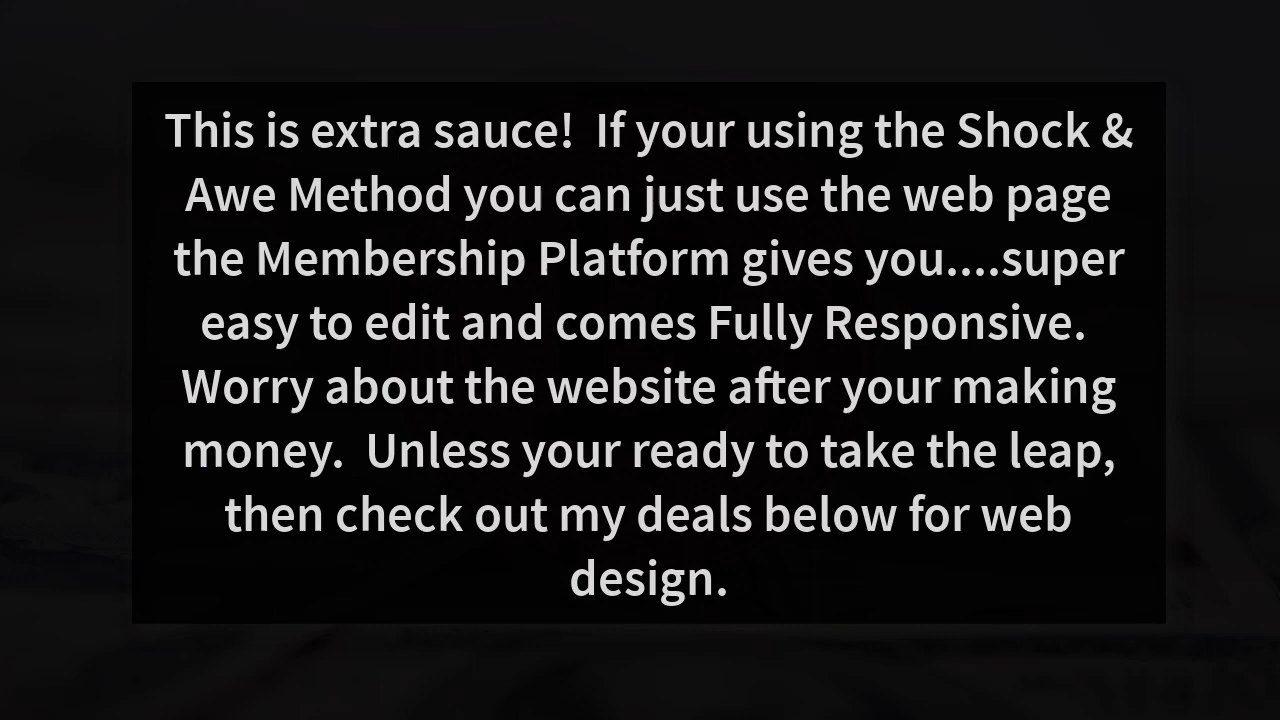 This is extra sauce!  If your using the Shock &
Awe Method you can just use the web page
the Membership Platform gives you....super
easy to edit and comes Fully Responsive.
Worry about the website after your making
money.  Unless your ready to take the leap,
then check out my deals below for web
design.